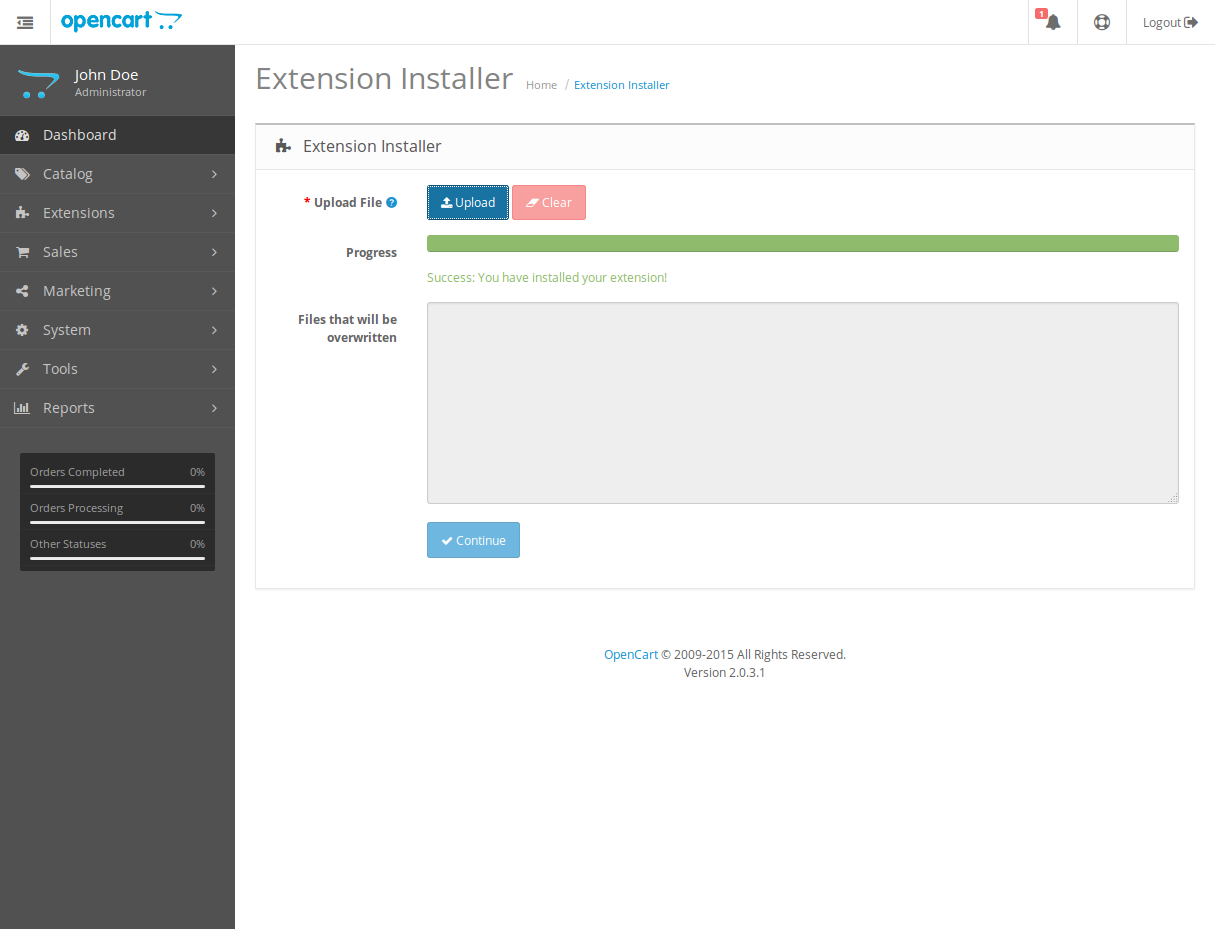 opencart
1
Logout
John Doe
Administrator
Dashboard
Catalog
Extensions
Sales
Marketing
System
Tools
Reports
Orders Completed 0%
Orders Processing 0%
Other Statuses 0%
Extension Installer Home / Extension Installer
Extension Installer
* Upload File ? Upload Clear
Progress
Success: You have installed your extension!
Files that will be
overwritten
Continue
OpenCart © 2009-2015 All Rights Reserved.
Version 2.0.3.1